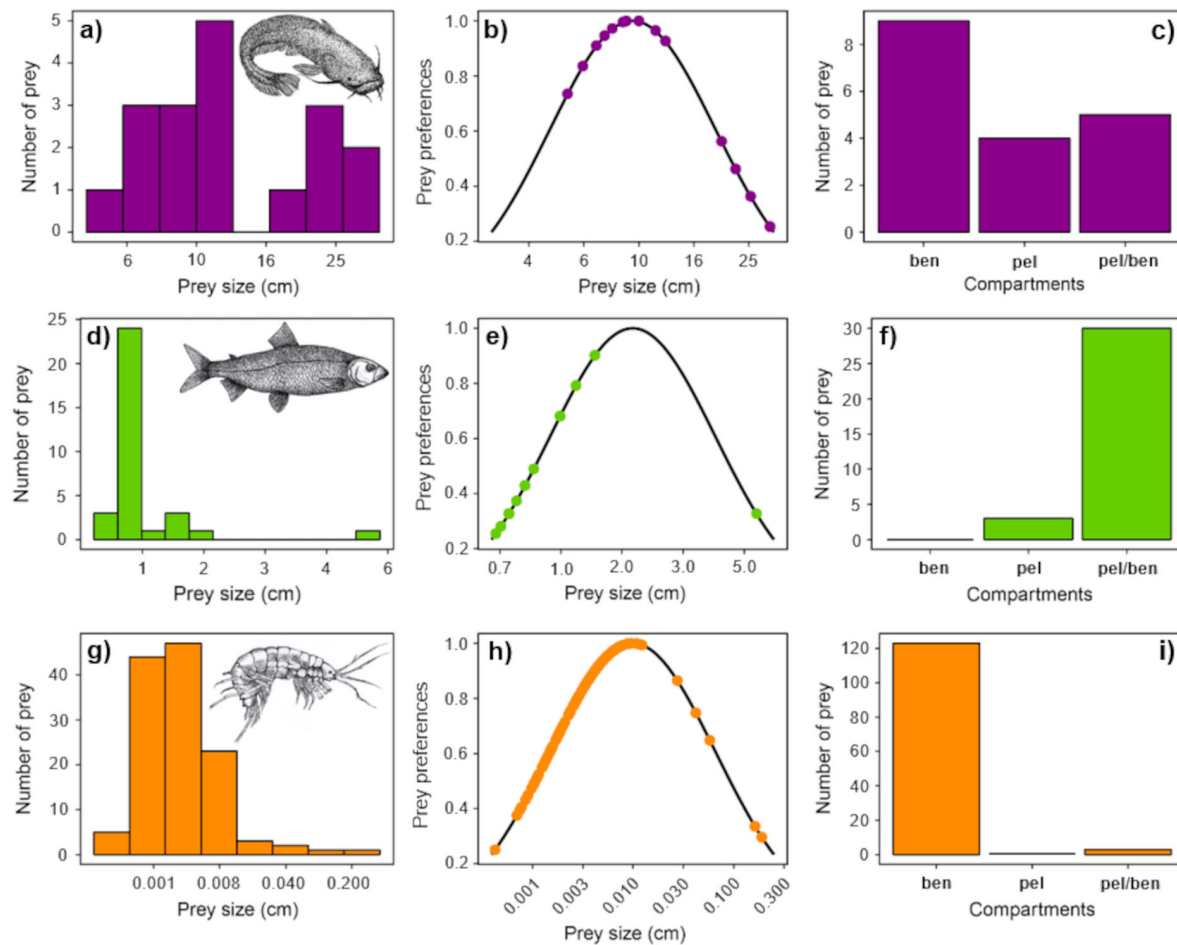 a)
Number of prey
5
4
3
1
0
6 10 16 25
Prey size (cm)
b)
Prey preferences
1.0
0.8
0.6
0.4
0.2
4 6 10 16 25
Prey size (cm)
c)
Number of prey
8
6
4
2
0
ben pel pel/ben
Compartments
d)
Number of prey
25
20
15
10
5
0
1 2 3 4 5 6
Prey size (cm)
e)
Prey preferences
1.0
0.8
0.6
0.4
0.2
0.7 1.0 2.0 3.0 5.0
Prey size (cm)
f)
Number of prey
30
25
20
15
10
5
0
ben pel pel/ben
Compartments
g)
Number of prey
40
30
20
10
0
0.001 0.008 0.040 0.200
Prey size (cm)
h)
Prey preferences
1.0
0.8
0.6
0.4
0.2
0.001 0.003 0.010 0.030 0.100 0.300
Prey size (cm)
i)
Number of prey
120
100
80
60
40
20
0
ben pel pel/ben
Compartments